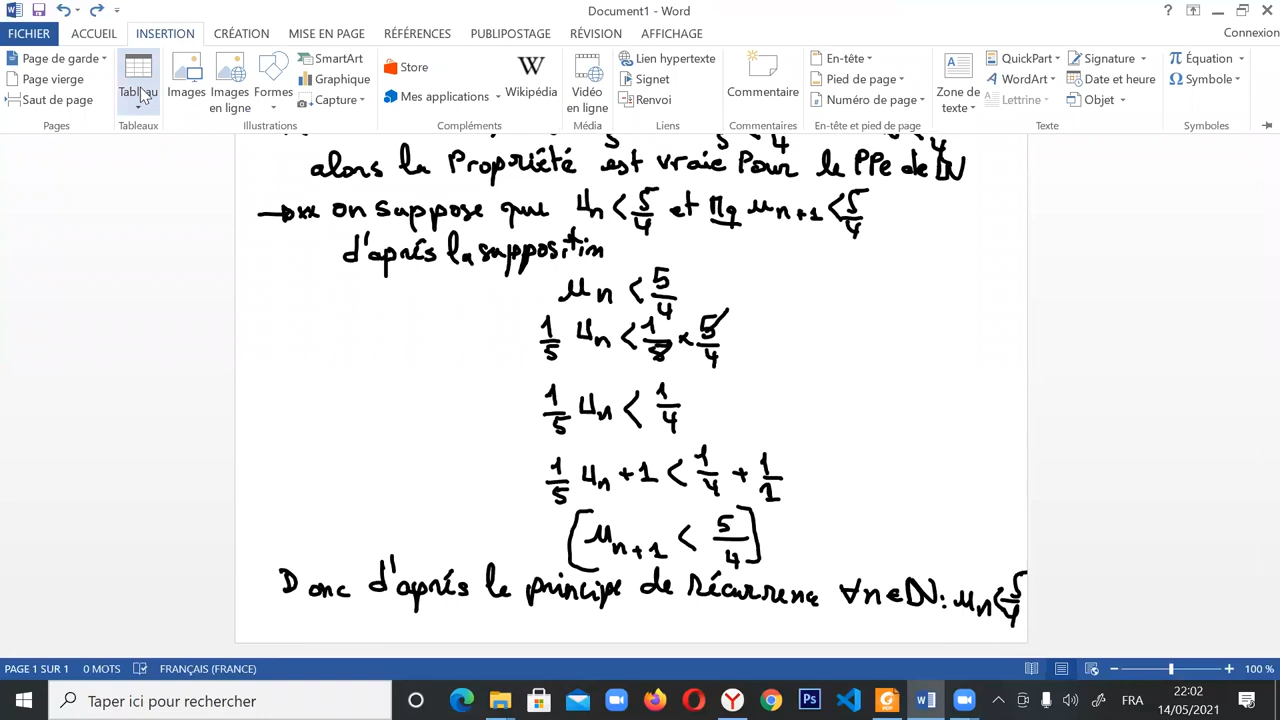 Document1 - Word
FICHIER ACCUEIL INSERTION CRÉATION MISE EN PAGE RÉFÉRENCES PUBLIPOSTAGE RÉVISION AFFICHAGE Connexion
Page de garde
Page vierge
Saut de page
Pages
Tableau
Tableaux
Images
Images en ligne
Formes
SmartArt
Graphique
Capture
Illustrations
Store
Mes applications
W
Wikipédia
Compléments
Vidéo en ligne
Média
Lien hypertexte
Signet
Renvoi
Liens
Commentaire
Commentaires
En-tête
Pied de page
Numéro de page
En-tête et pied de page
Zone de texte
QuickPart
WordArt
Lettrine
Signature
Date et heure
Objet
Texte
π Équation
Ω Symbole
Symboles
alors la Propriété est vraie Pour le PPe de IN
→ ** on suppose que Un < 5/4 et Mq un+1 < 5/4
d'aprés la supposition
un < 5/4
1/5 Un < 1/5 × 5/4
1/5 Un < 1/4
1/5 Un + 1 < 1/4 + 1/1
[un+1 < 5/4]
Donc d'aprés le principe de récurrence ∀n∈IN: un < 5/4
PAGE 1 SUR 1 0 MOTS FRANÇAIS (FRANCE) 100 %
Taper ici pour rechercher
Ps
PDF
FRA
22:02
14/05/2021